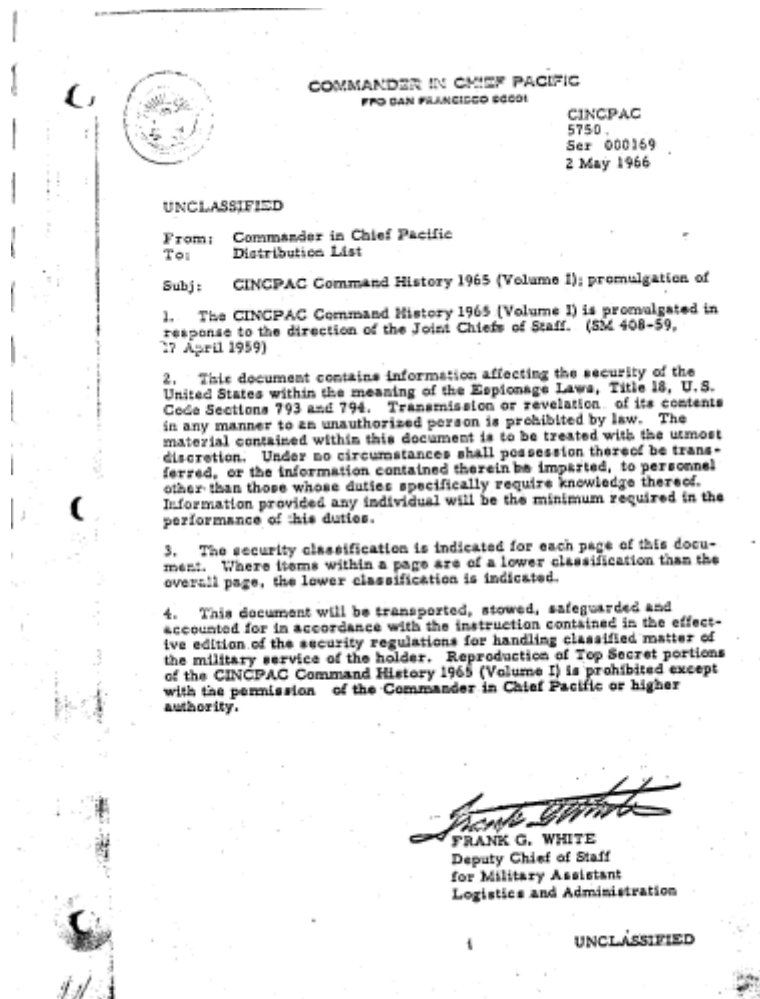 COMMANDER IN CHIEF PACIFIC
FPO SAN FRANCISCO 96601
CINCPAC
5750
Ser 000169
2 May 1966
UNCLASSIFIED
From: Commander in Chief Pacific
To: Distribution List
Subj: CINCPAC Command History 1965 (Volume I); promulgation of
1. The CINCPAC Command History 1965 (Volume I) is promulgated in
response to the direction of the Joint Chiefs of Staff. (SM 408-59,
17 April 1959)
2. This document contains information affecting the security of the
United States within the meaning of the Espionage Laws, Title 18, U.S.
Code Sections 793 and 794. Transmission or revelation of its contents
in any manner to an unauthorized person is prohibited by law. The
material contained within this document is to be treated with the utmost
discretion. Under no circumstances shall possession thereof be trans-
ferred, or the information contained therein be imparted, to personnel
other than those whose duties specifically require knowledge thereof.
Information provided any individual will be the minimum required in the
performance of his duties.
3. The security classification is indicated for each page of this docu-
ment. Where items within a page are of a lower classification than the
overall page, the lower classification is indicated.
4. This document will be transported, stowed, safeguarded and
accounted for in accordance with the instruction contained in the effect-
ive edition of the security regulations for handling classified matter of
the military service of the holder. Reproduction of Top Secret portions
of the CINCPAC Command History 1965 (Volume I) is prohibited except
with the permission of the Commander in Chief Pacific or higher
authority.
FRANK G. WHITE
Deputy Chief of Staff
for Military Assistant
Logistics and Administration
UNCLASSIFIED